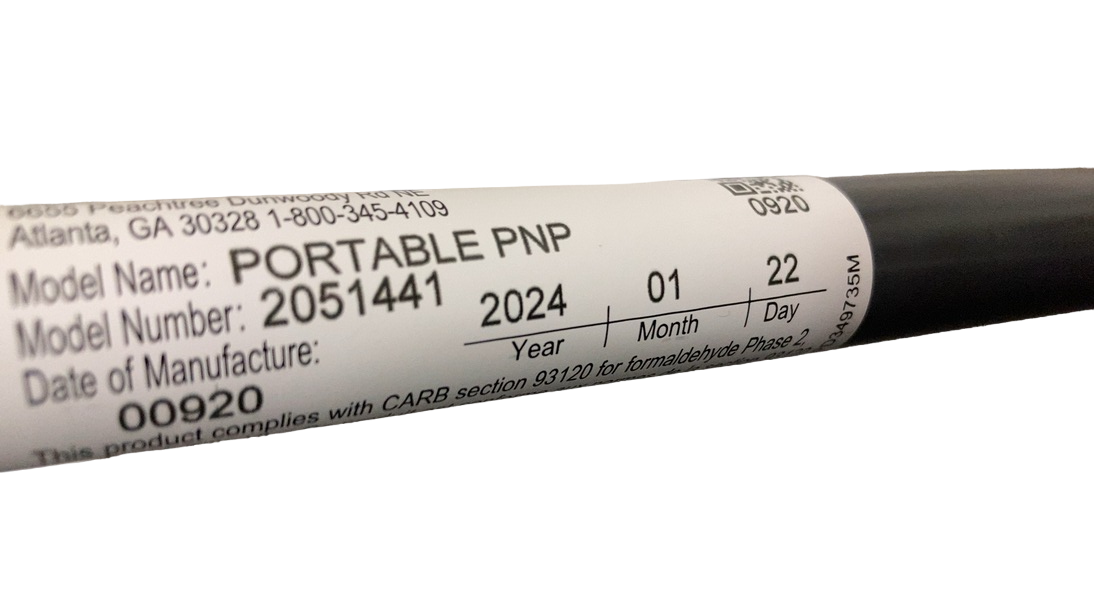 6655 Peachtree Dunwoody Rd NE
Atlanta, GA 30328 1-800-345-4109
0920
Model Name: PORTABLE PNP
Model Number: 2051441
Date of Manufacture:
2024 01 22
Year Month Day
00920
This product complies with CARB section 93120 for formaldehyde Phase 2
0349735M